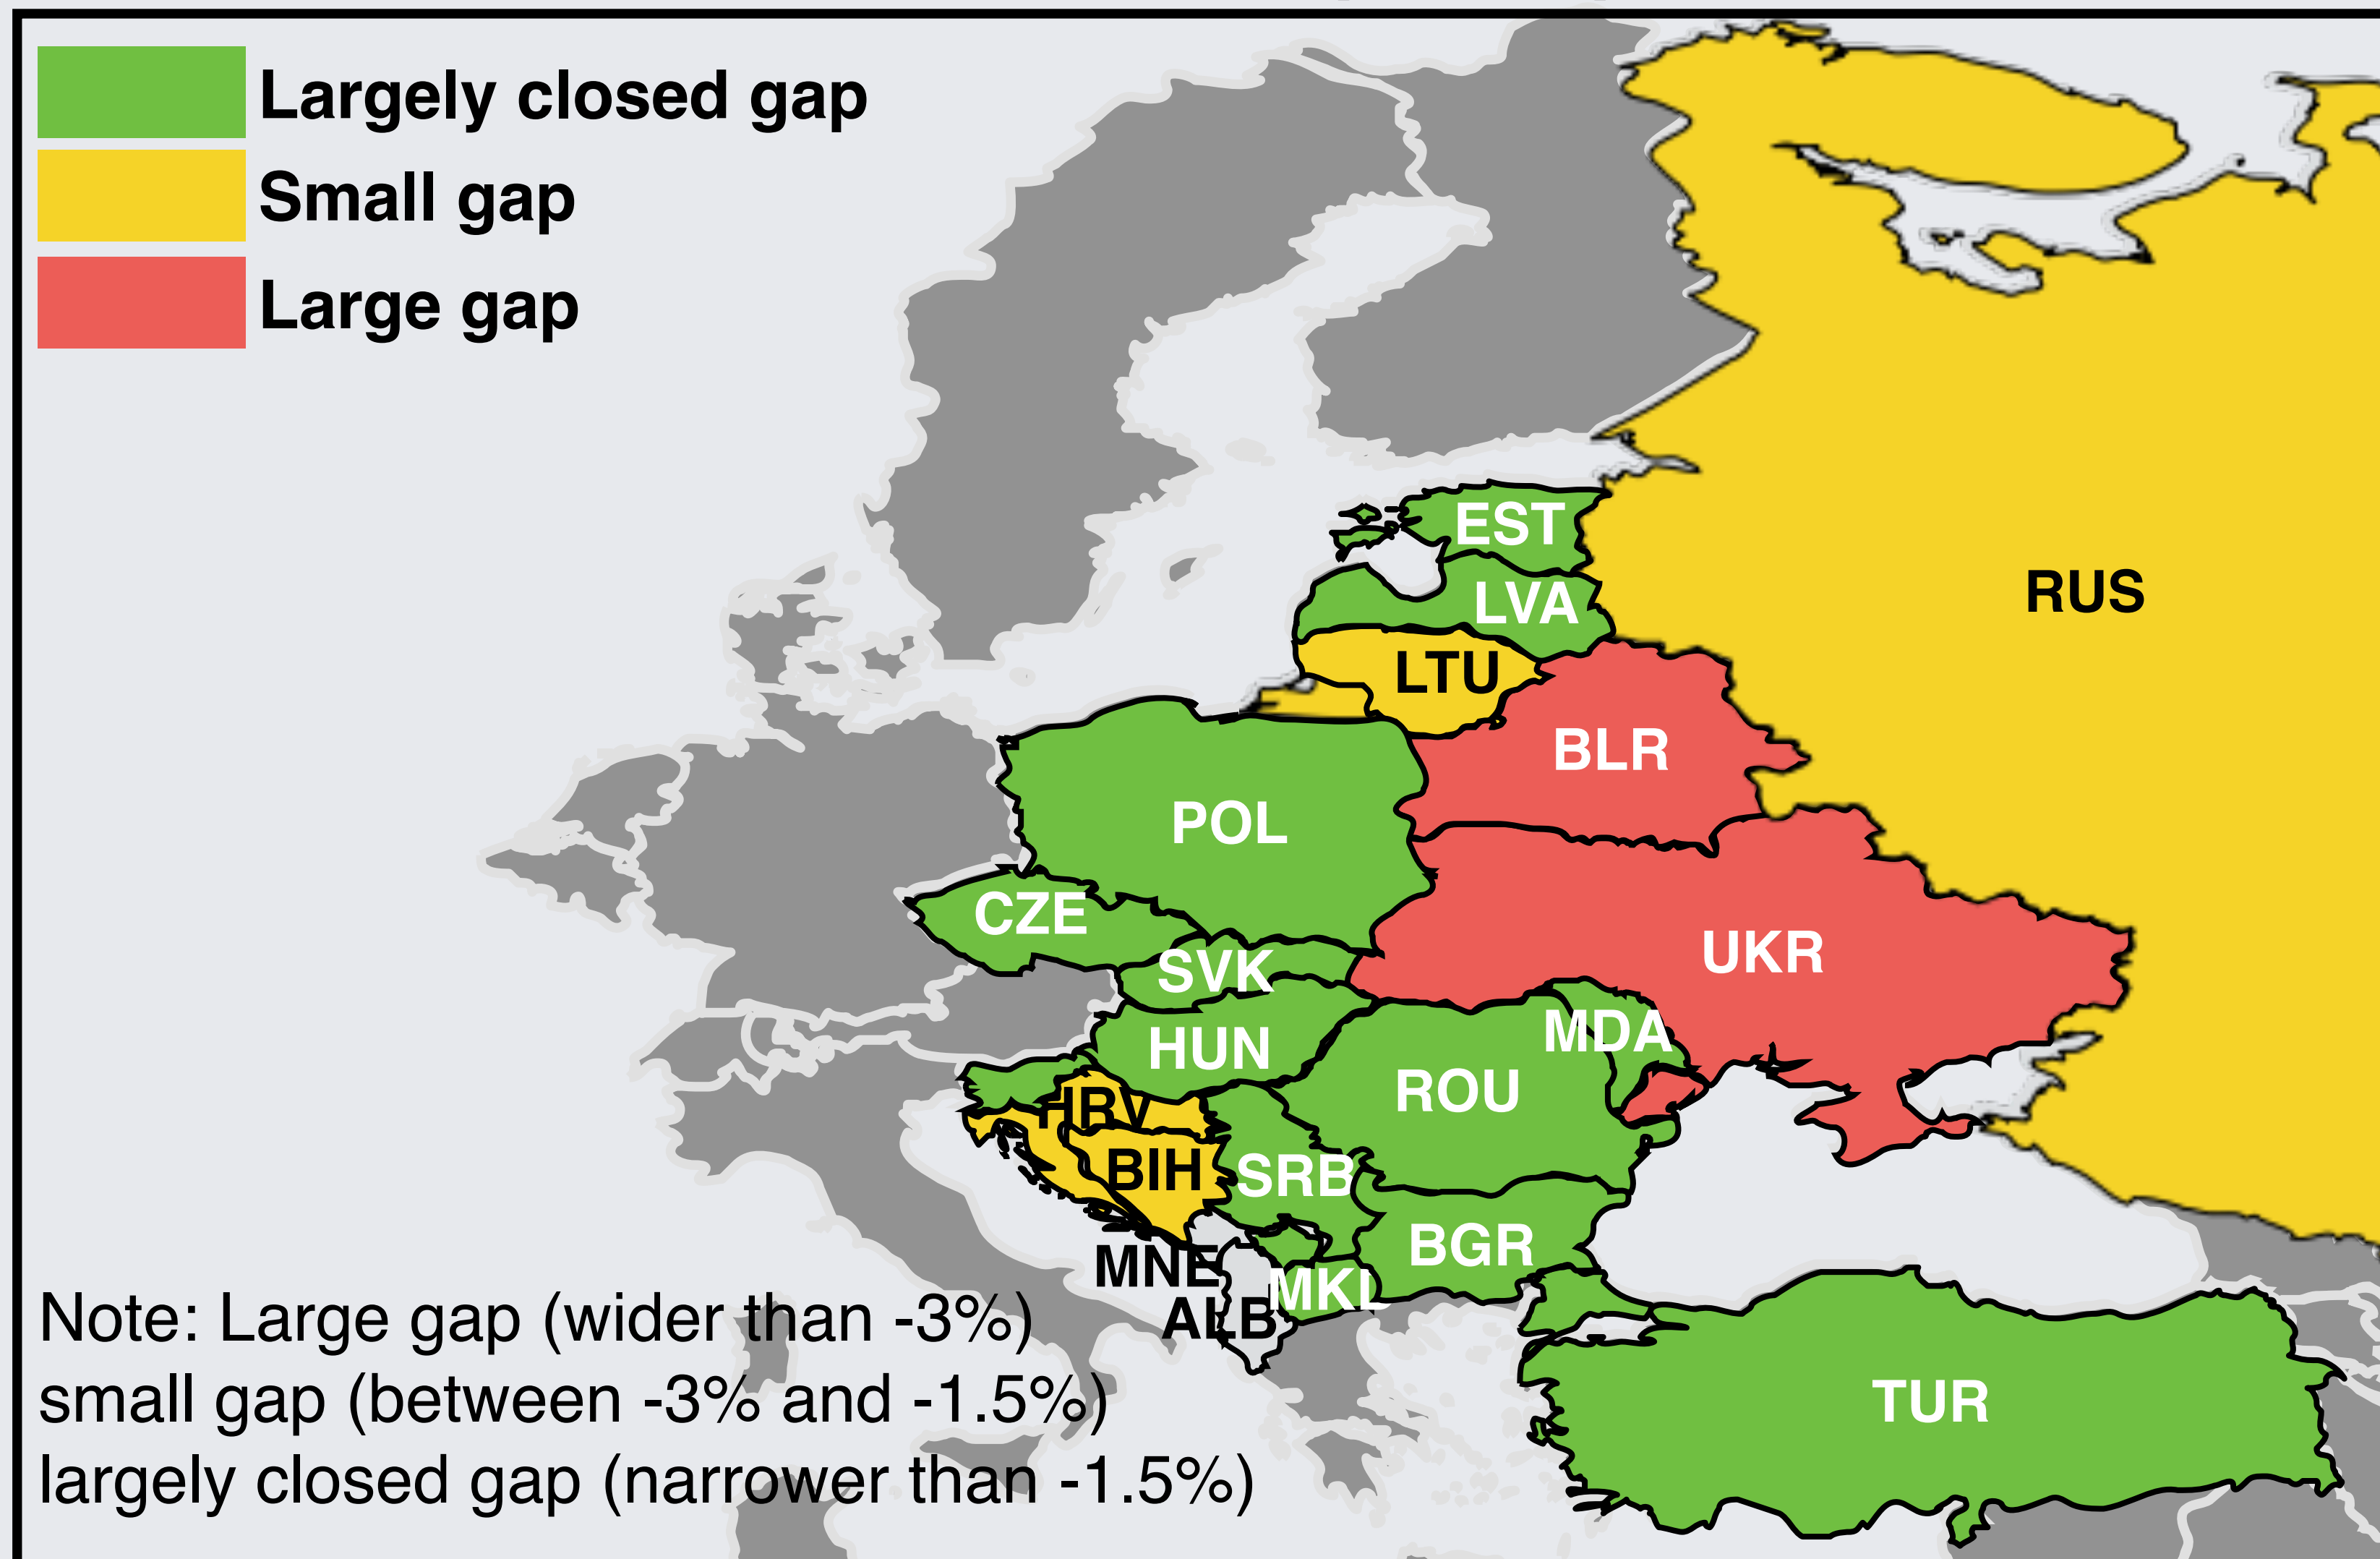 Largely closed gap
Small gap
Large gap
EST
LVA
RUS
LTU
BLR
POL
CZE
UKR
SVK
MDA
HUN
ROU
HRV
BIH
SRB
BGR
MNE
MKD
ALB
TUR
Note: Large gap (wider than -3%)
small gap (between -3% and -1.5%)
largely closed gap (narrower than -1.5%)